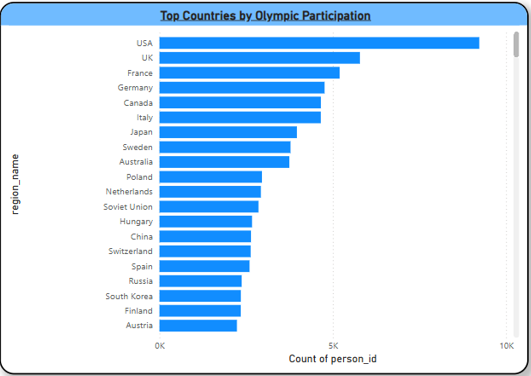 Top Countries by Olympic Participation
region_name
USA
UK
France
Germany
Canada
Italy
Japan
Sweden
Australia
Poland
Netherlands
Soviet Union
Hungary
China
Switzerland
Spain
Russia
South Korea
Finland
Austria
0K 5K 10K
Count of person_id